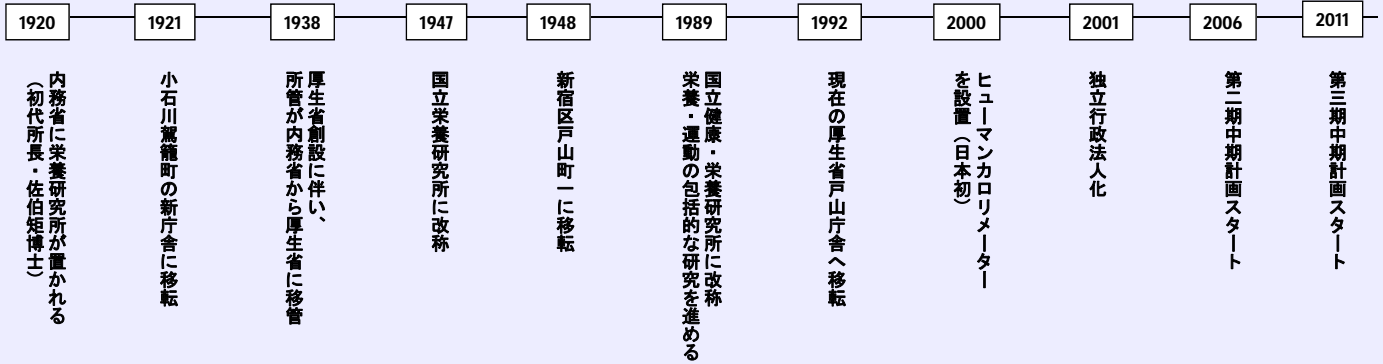 1920
内務省に栄養研究所が置かれる
（初代所長・佐伯矩博士）
1921
小石川駕籠町の新庁舎に移転
1938
厚生省創設に伴い、
所管が内務省から厚生省に移管
1947
国立栄養研究所に改称
1948
新宿区戸山町一に移転
1989
国立健康・栄養研究所に改称
栄養・運動の包括的な研究を進める
1992
現在の厚生省戸山庁舎へ移転
2000
ヒューマンカロリメーター
を設置（日本初）
2001
独立行政法人化
2006
第二期中期計画スタート
2011
第三期中期計画スタート